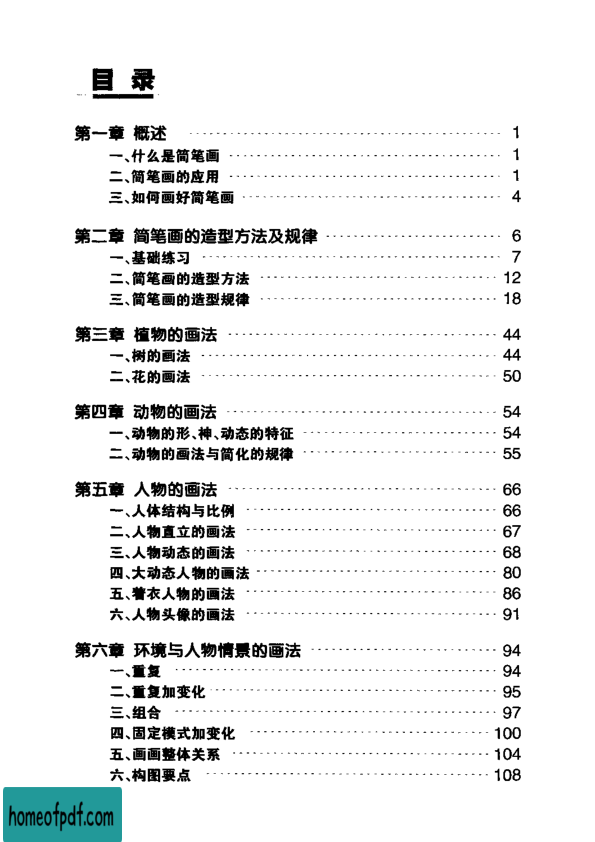 目 录
第一章 概述 1
一、什么是简笔画 1
二、简笔画的应用 1
三、如何画好简笔画 4
第二章 简笔画的造型方法及规律 6
一、基础练习 7
二、简笔画的造型方法 12
三、简笔画的造型规律 18
第三章 植物的画法 44
一、树的画法 44
二、花的画法 50
第四章 动物的画法 54
一、动物的形、神、动态的特征 54
二、动物的画法与简化的规律 55
第五章 人物的画法 66
一、人体结构与比例 66
二、人物直立的画法 67
三、人物动态的画法 68
四、大动态人物的画法 80
五、着衣人物的画法 86
六、人物头像的画法 91
第六章 环境与人物情景的画法 94
一、重复 94
二、重复加变化 95
三、组合 97
四、固定模式加变化 100
五、画画整体关系 104
六、构图要点 108
homeofpdf.com